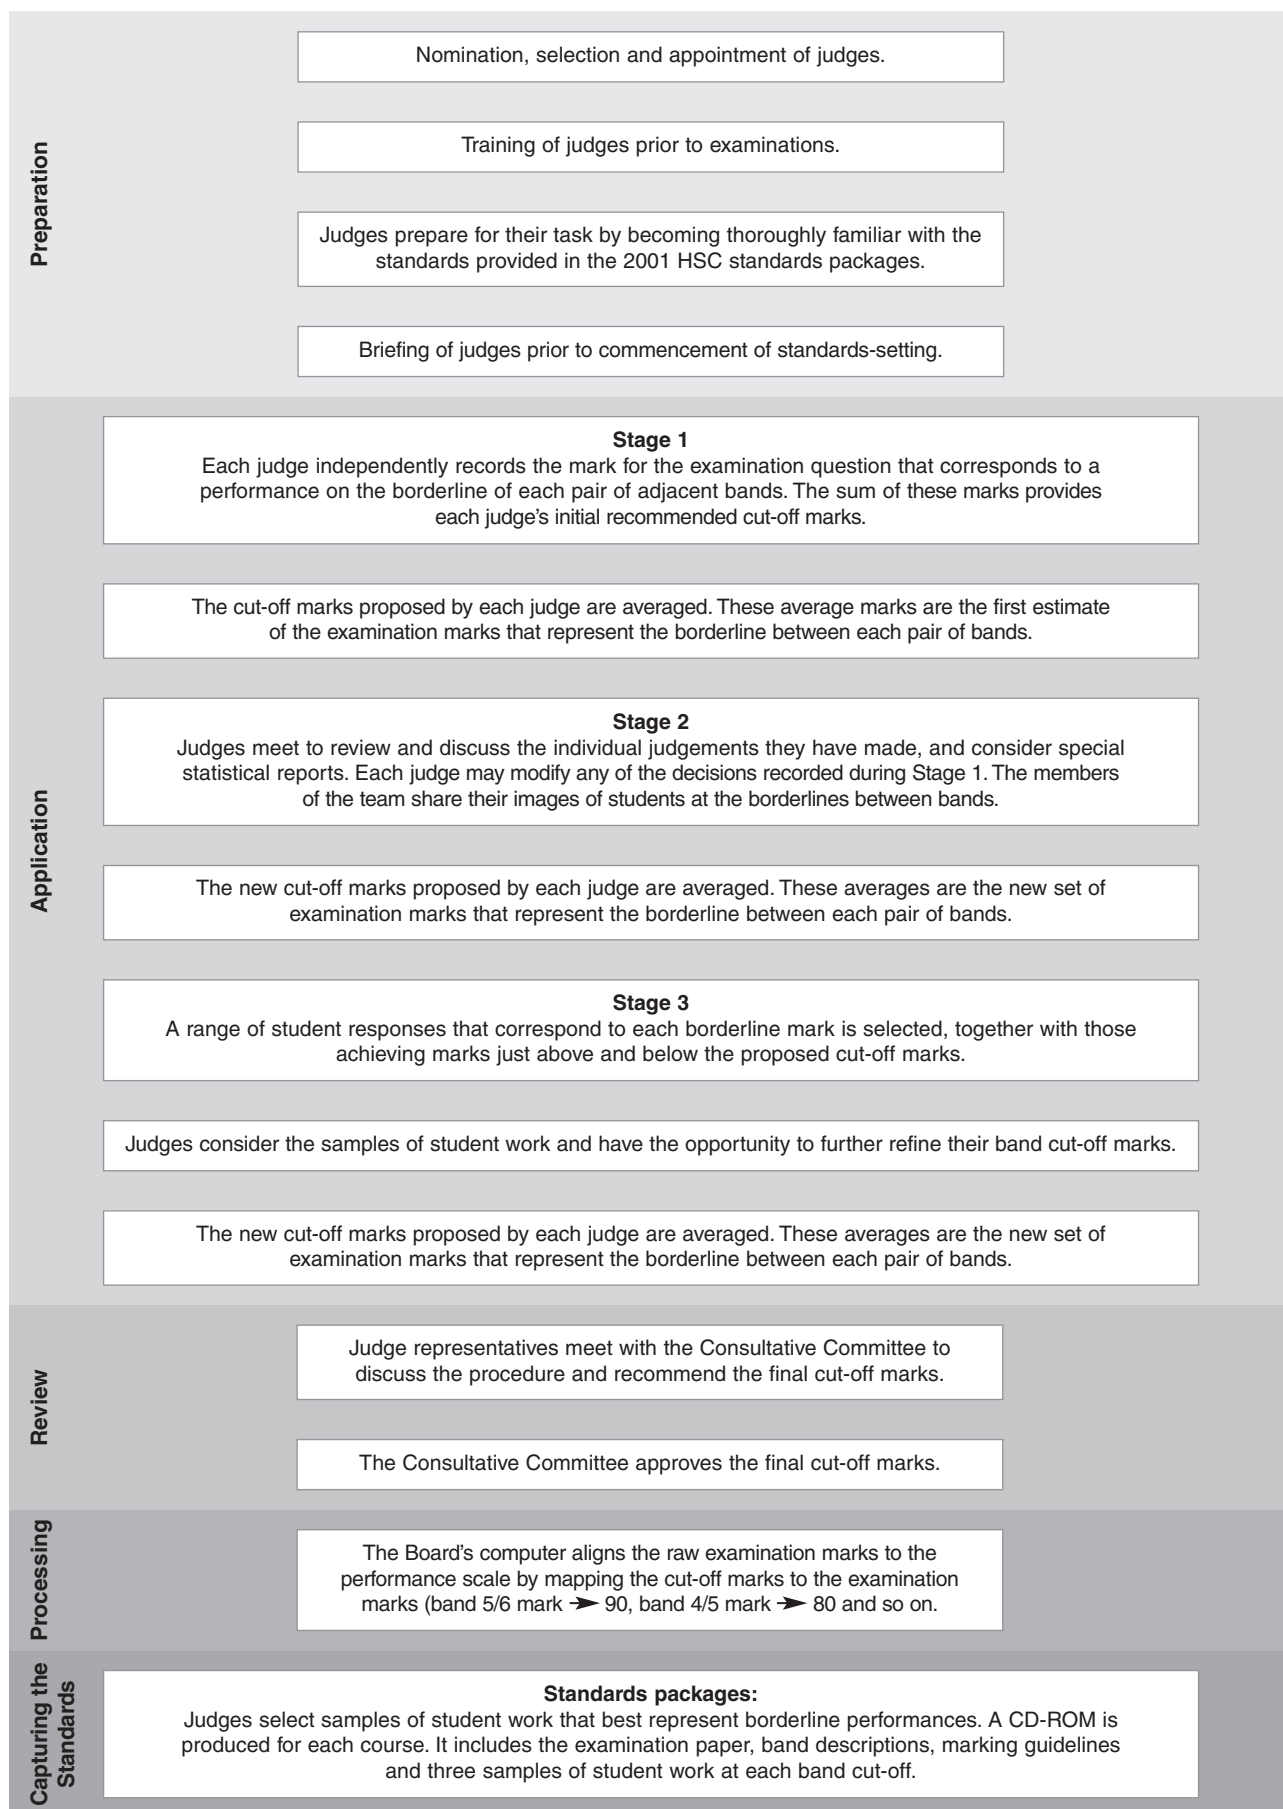 Preparation
Nomination, selection and appointment of judges.
Training of judges prior to examinations.
Judges prepare for their task by becoming thoroughly familiar with the
standards provided in the 2001 HSC standards packages.
Briefing of judges prior to commencement of standards-setting.
Application
Stage 1
Each judge independently records the mark for the examination question that corresponds to a
performance on the borderline of each pair of adjacent bands. The sum of these marks provides
each judge's initial recommended cut-off marks.
The cut-off marks proposed by each judge are averaged. These average marks are the first estimate
of the examination marks that represent the borderline between each pair of bands.
Stage 2
Judges meet to review and discuss the individual judgements they have made, and consider special
statistical reports. Each judge may modify any of the decisions recorded during Stage 1. The members
of the team share their images of students at the borderlines between bands.
The new cut-off marks proposed by each judge are averaged. These averages are the new set of
examination marks that represent the borderline between each pair of bands.
Stage 3
A range of student responses that correspond to each borderline mark is selected, together with those
achieving marks just above and below the proposed cut-off marks.
Judges consider the samples of student work and have the opportunity to further refine their band cut-off marks.
The new cut-off marks proposed by each judge are averaged. These averages are the new set of
examination marks that represent the borderline between each pair of bands.
Review
Judge representatives meet with the Consultative Committee to
discuss the procedure and recommend the final cut-off marks.
The Consultative Committee approves the final cut-off marks.
Processing
The Board's computer aligns the raw examination marks to the
performance scale by mapping the cut-off marks to the examination
marks (band 5/6 mark ➤ 90, band 4/5 mark ➤ 80 and so on.
Capturing the
Standards
Standards packages:
Judges select samples of student work that best represent borderline performances. A CD-ROM is
produced for each course. It includes the examination paper, band descriptions, marking guidelines
and three samples of student work at each band cut-off.